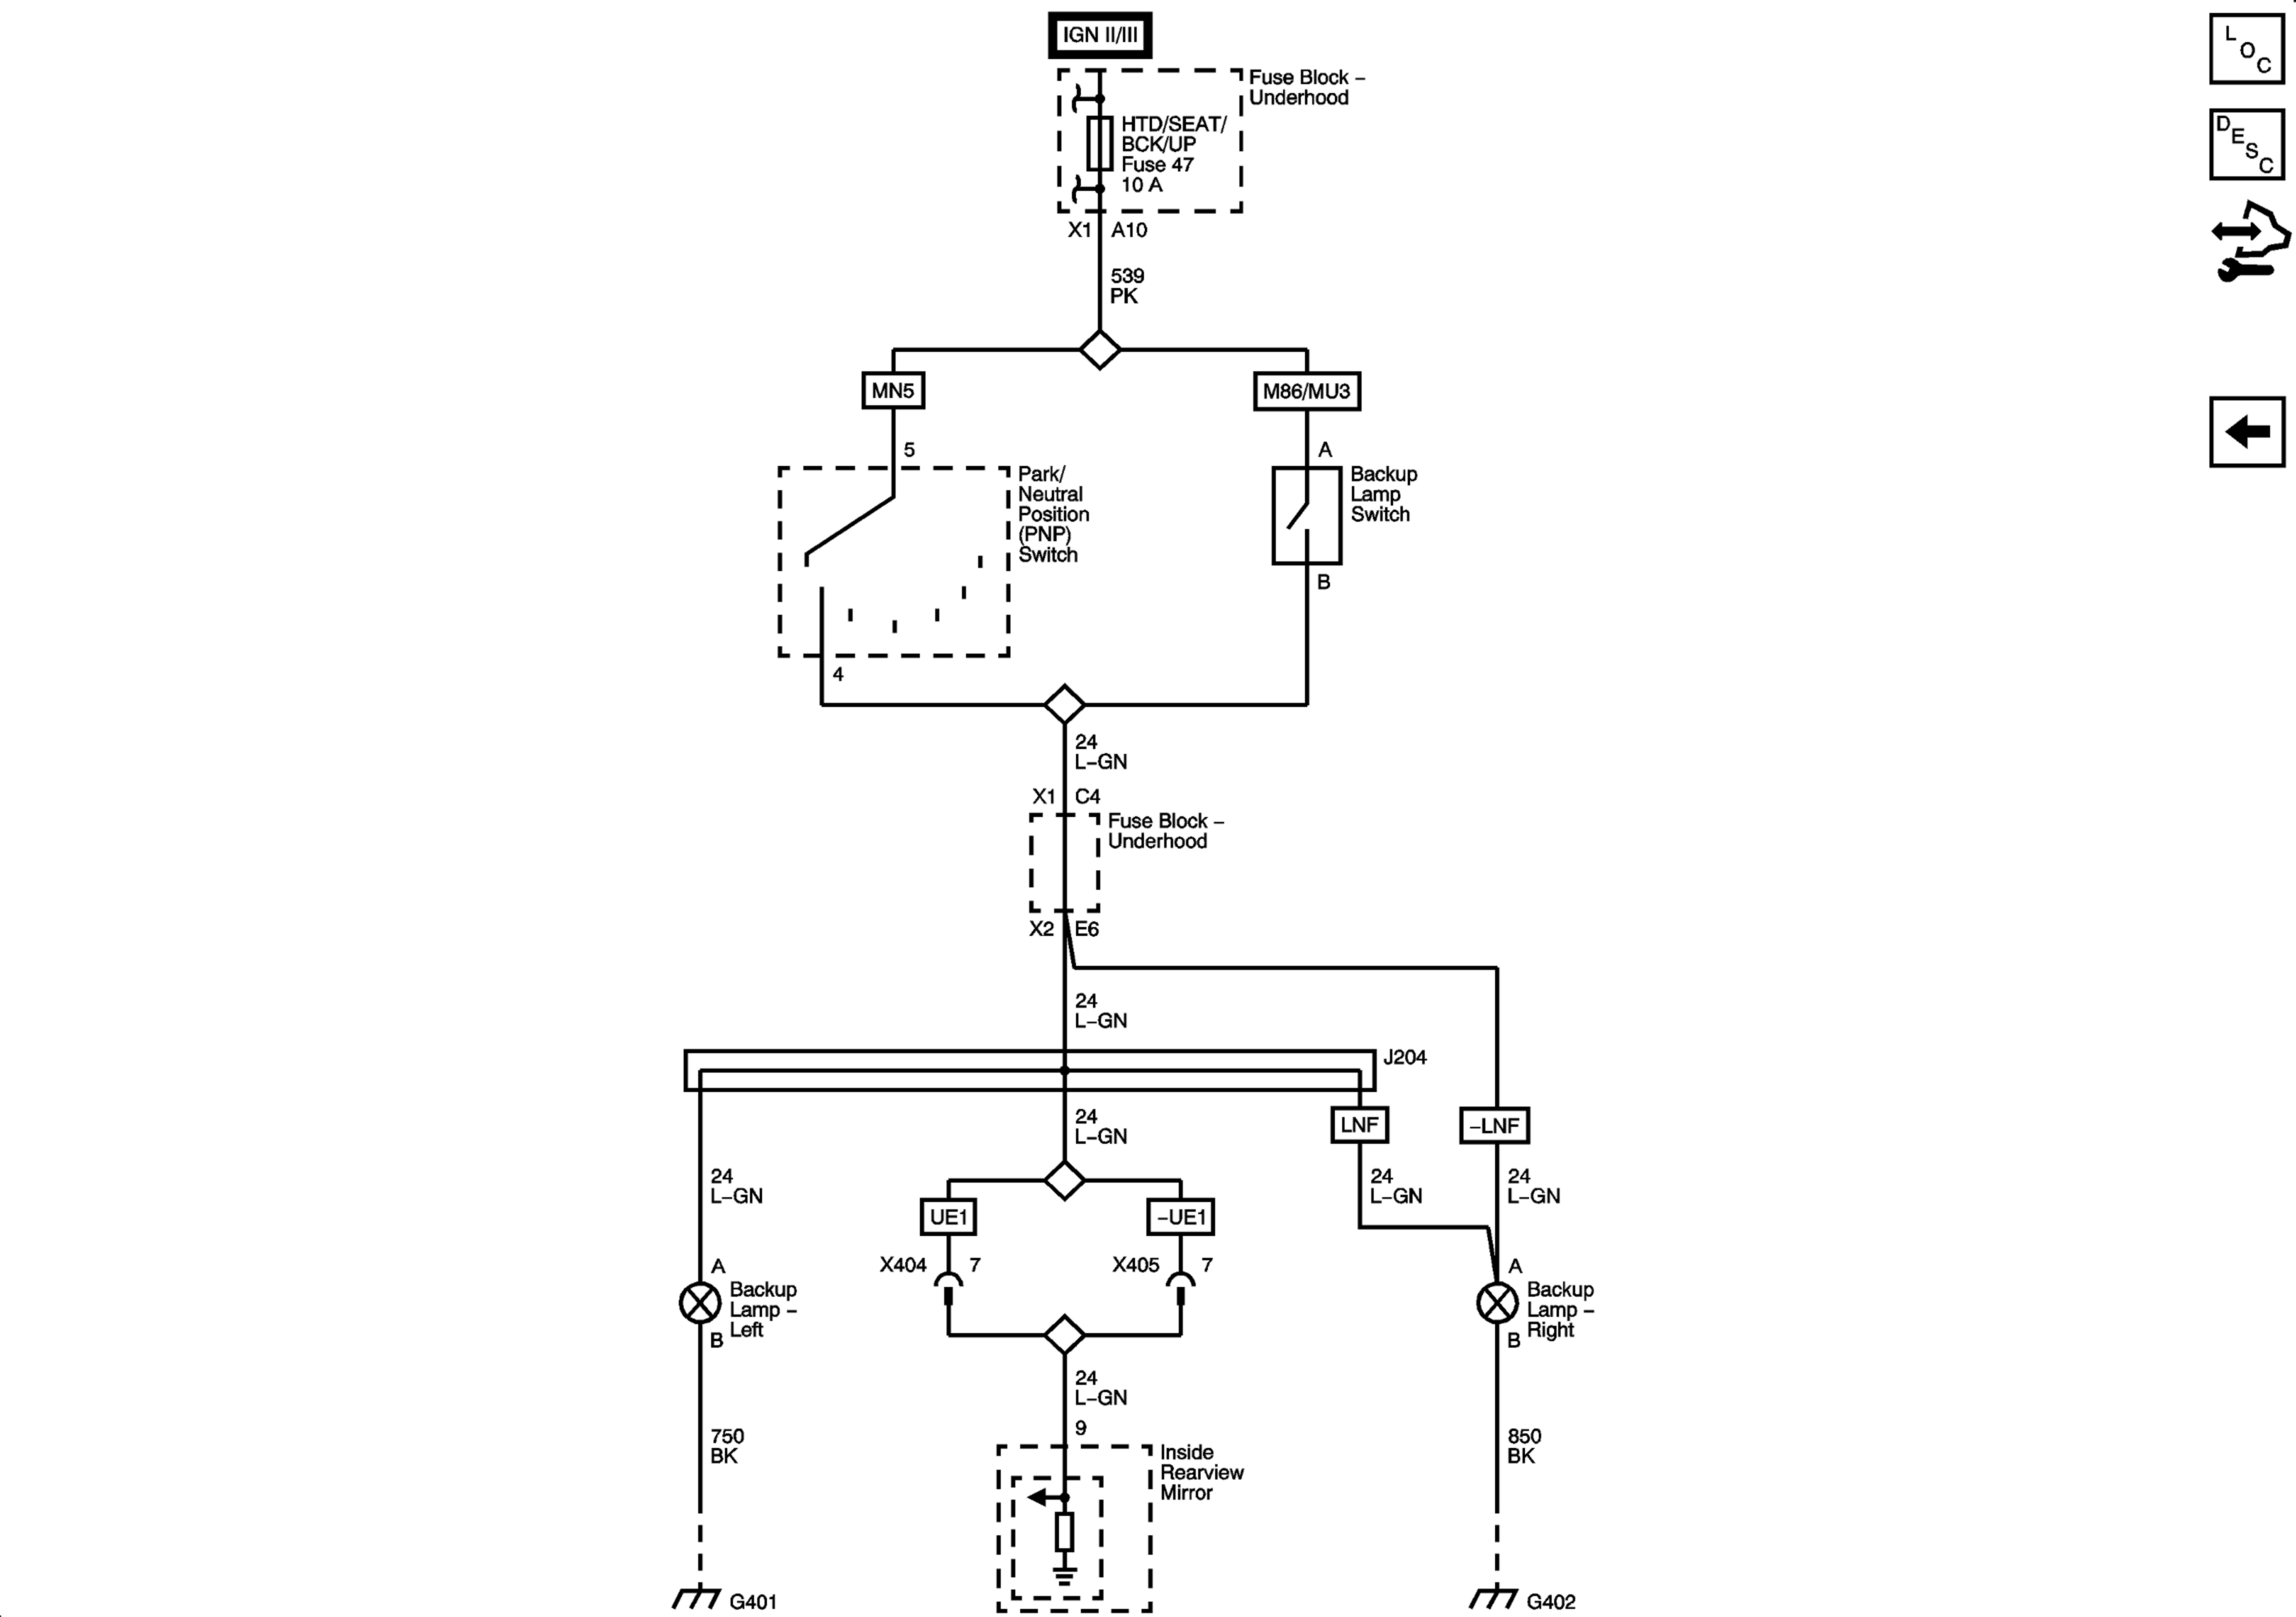 IGN II/III
Fuse Block –
Underhood
HTD/SEAT/
BCK/UP
Fuse 47
10 A
X1 A10
539
PK
MN5
M86/MU3
5
A
Park/
Neutral
Position
(PNP)
Switch
Backup
Lamp
Switch
B
4
24
L–GN
X1 C4
Fuse Block –
Underhood
X2 E6
24
L–GN
J204
24
L–GN
LNF
–LNF
24
L–GN
24
L–GN
24
L–GN
UE1
–UE1
X404 7
X405 7
A
Backup
Lamp –
Left
B
A
Backup
Lamp –
Right
B
24
L–GN
9
750
BK
850
BK
Inside
Rearview
Mirror
G401
G402
LOC
DESC